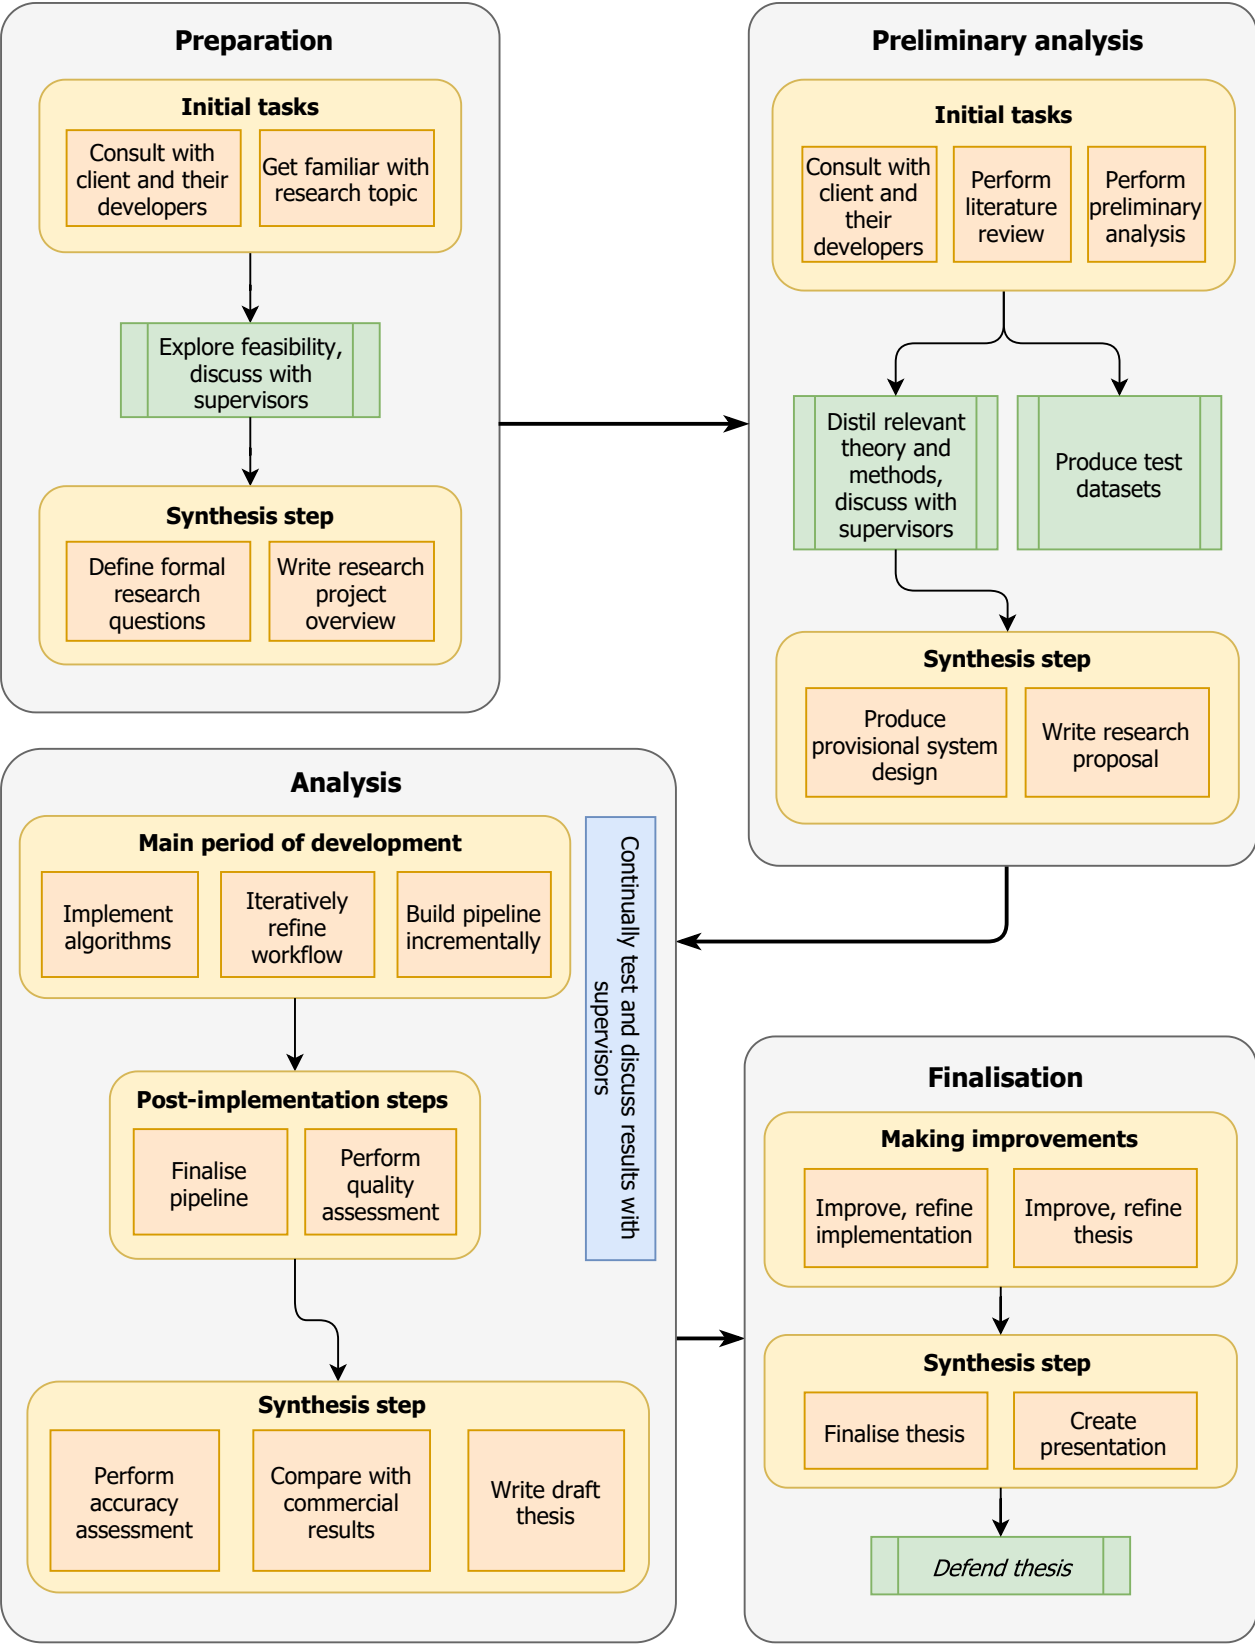 Preparation
Initial tasks
Consult with
client and their
developers
Get familiar with
research topic
Explore feasibility,
discuss with
supervisors
Synthesis step
Define formal
research
questions
Write research
project
overview
Preliminary analysis
Initial tasks
Consult with
client and
their
developers
Perform
literature
review
Perform
preliminary
analysis
Distil relevant
theory and
methods,
discuss with
supervisors
Produce test
datasets
Synthesis step
Produce
provisional system
design
Write research
proposal
Analysis
Main period of development
Implement
algorithms
Iteratively
refine
workflow
Build pipeline
incrementally
Continually test and discuss results with
supervisors
Post-implementation steps
Finalise
pipeline
Perform
quality
assessment
Synthesis step
Perform
accuracy
assessment
Compare with
commercial
results
Write draft
thesis
Finalisation
Making improvements
Improve, refine
implementation
Improve, refine
thesis
Synthesis step
Finalise thesis
Create
presentation
Defend thesis